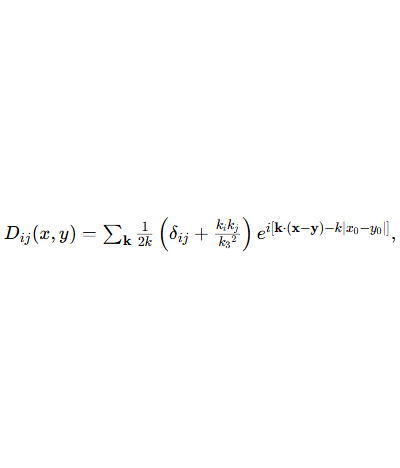 $D_{ij}(x,y) = \sum_{\mathbf{k}} \frac{1}{2k} \left( \delta_{ij} + \frac{k_i k_j}{{k_3}^2} \right) e^{i[\mathbf{k}\cdot(\mathbf{x}-\mathbf{y})-k|x_0-y_0|]},$